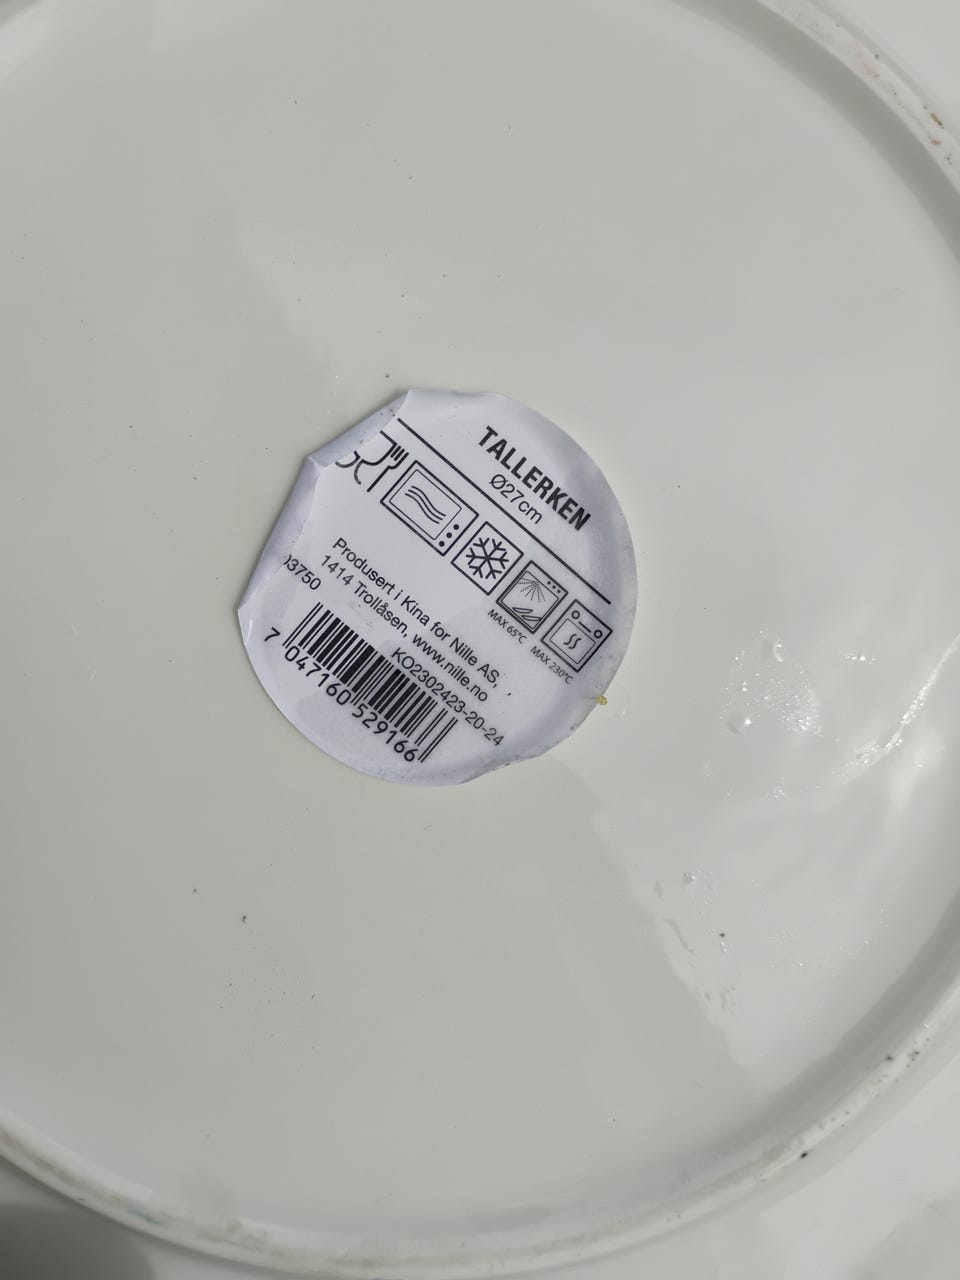 TALLERKEN
Ø27cm
MAX 65°C
MAX 230°C
Produsert i Kina for Nille AS,
1414 Trollåsen, www.nille.no
KO2302423-20-24
7 047160 529166